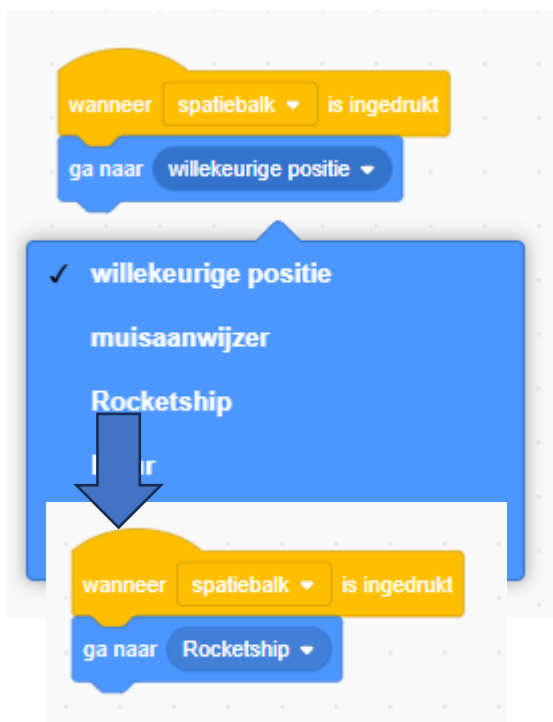 wanneer spatiebalk is ingedrukt
ga naar willekeurige positie
✓ willekeurige positie
muisaanwijzer
Rocketship
wanneer spatiebalk is ingedrukt
ga naar Rocketship